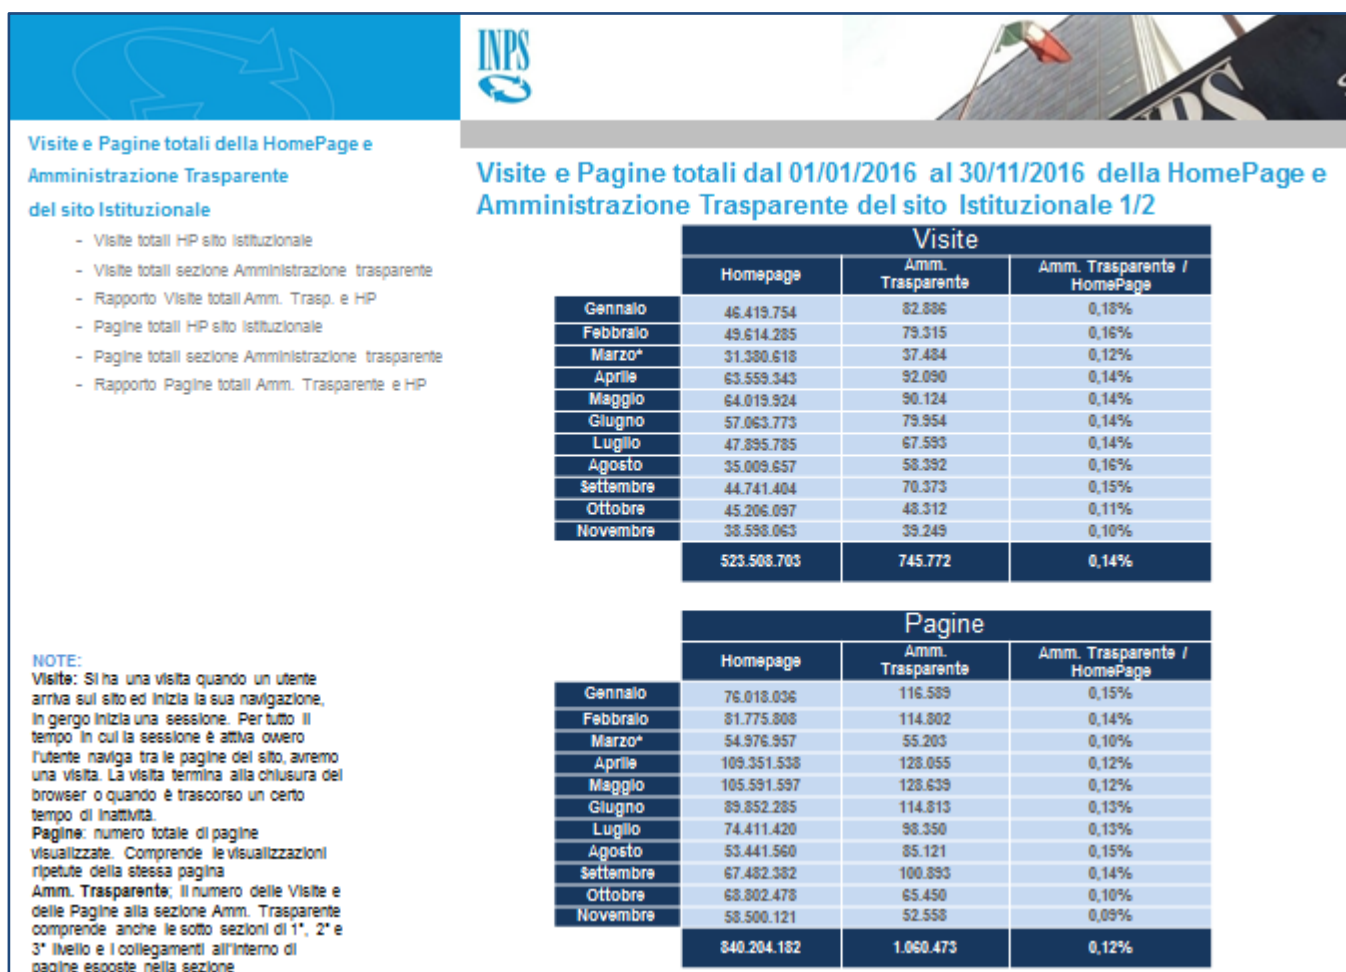 INPS
Visite e Pagine totali della HomePage e
Amministrazione Trasparente
del sito Istituzionale
- Visite totali HP sito Istituzionale
- Visite totali sezione Amministrazione trasparente
- Rapporto Visite totali Amm. Trasp. e HP
- Pagine totali HP sito Istituzionale
- Pagine totali sezione Amministrazione trasparente
- Rapporto Pagine totali Amm. Trasparente e HP
NOTE:
Visite: Si ha una visita quando un utente
arriva sul sito ed inizia la sua navigazione,
in gergo inizia una sessione. Per tutto il
tempo in cui la sessione è attiva ovvero
l'utente naviga tra le pagine del sito, avremo
una visita. La visita termina alla chiusura del
browser o quando è trascorso un certo
tempo di inattività.
Pagine: numero totale di pagine
visualizzate. Comprende le visualizzazioni
ripetute della stessa pagina
Amm. Trasparente; il numero delle Visite e
delle Pagine alla sezione Amm. Trasparente
comprende anche le sotto sezioni di 1°, 2° e
3° livello e i collegamenti all'interno di
pagine esposte nella sezione
Visite e Pagine totali dal 01/01/2016 al 30/11/2016 della HomePage e
Amministrazione Trasparente del sito Istituzionale 1/2
Visite
Homepage Amm. Trasparente Amm. Trasparente / HomePage
Gennaio 46.419.754 82.886 0,18%
Febbraio 49.614.285 79.315 0,16%
Marzo* 31.380.618 37.484 0,12%
Aprile 63.559.343 92.090 0,14%
Maggio 64.019.924 90.124 0,14%
Giugno 57.063.773 79.954 0,14%
Luglio 47.895.785 67.593 0,14%
Agosto 35.009.657 58.392 0,16%
Settembre 44.741.404 70.373 0,15%
Ottobre 45.206.097 48.312 0,11%
Novembre 38.598.063 39.249 0,10%
523.508.703 745.772 0,14%
Pagine
Homepage Amm. Trasparente Amm. Trasparente / HomePage
Gennaio 76.018.036 116.589 0,15%
Febbraio 81.775.808 114.802 0,14%
Marzo* 54.976.957 55.203 0,10%
Aprile 109.351.538 128.055 0,12%
Maggio 105.591.597 128.639 0,12%
Giugno 89.852.285 114.813 0,13%
Luglio 74.411.420 98.350 0,13%
Agosto 53.441.560 85.121 0,15%
Settembre 67.482.382 100.893 0,14%
Ottobre 68.802.478 65.450 0,10%
Novembre 58.500.121 52.558 0,09%
840.204.182 1.060.473 0,12%